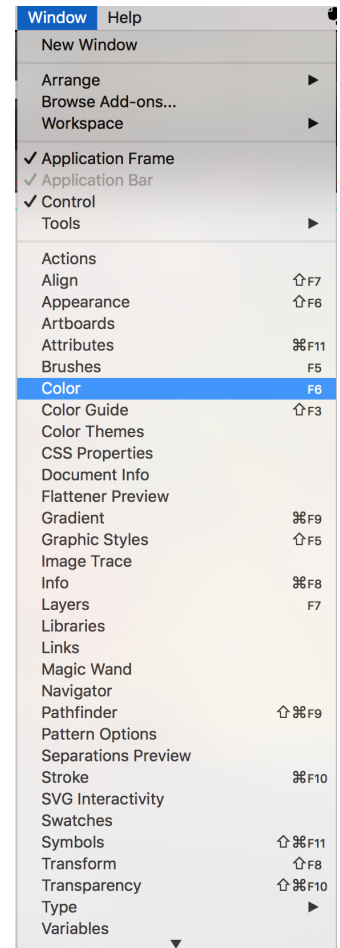 Window Help
New Window
Arrange ▶
Browse Add-ons...
Workspace ▶
✓ Application Frame
✓ Application Bar
✓ Control
Tools ▶
Actions
Align ⇧F7
Appearance ⇧F6
Artboards
Attributes ⌘F11
Brushes F5
Color F6
Color Guide ⇧F3
Color Themes
CSS Properties
Document Info
Flattener Preview
Gradient ⌘F9
Graphic Styles ⇧F5
Image Trace
Info ⌘F8
Layers F7
Libraries
Links
Magic Wand
Navigator
Pathfinder ⇧⌘F9
Pattern Options
Separations Preview
Stroke ⌘F10
SVG Interactivity
Swatches
Symbols ⇧⌘F11
Transform ⇧F8
Transparency ⇧⌘F10
Type ▶
Variables